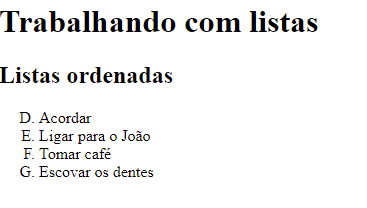 Trabalhando com listas
Listas ordenadas
D. Acordar
E. Ligar para o João
F. Tomar café
G. Escovar os dentes